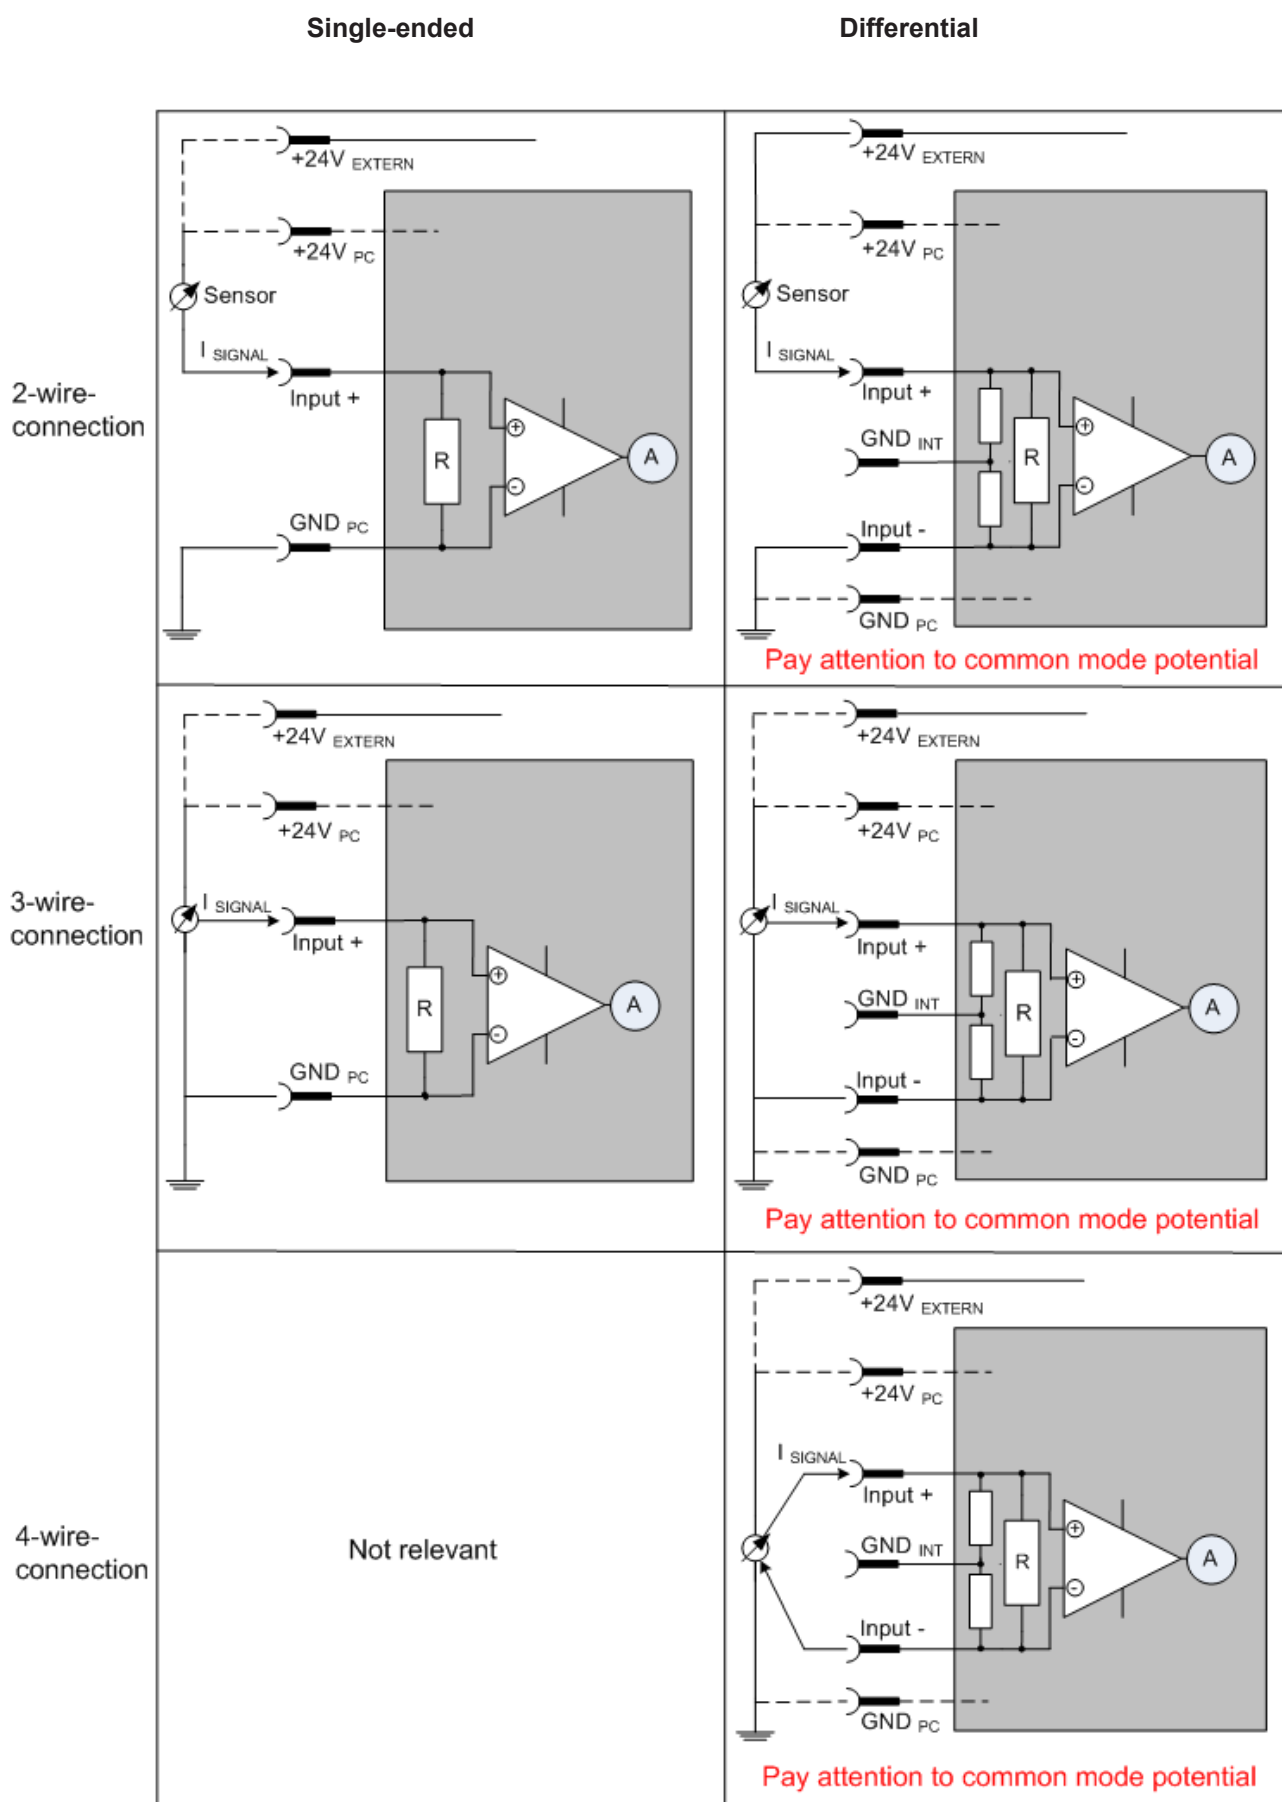 Single-ended
Differential
2-wire-
connection
+24V EXTERN
+24V PC
Sensor
I SIGNAL
Input +
R
+
-
A
GND PC
+24V EXTERN
+24V PC
Sensor
I SIGNAL
Input +
GND INT
R
+
-
A
Input -
GND PC
Pay attention to common mode potential
3-wire-
connection
+24V EXTERN
+24V PC
I SIGNAL
Input +
R
+
-
A
GND PC
+24V EXTERN
+24V PC
I SIGNAL
Input +
GND INT
R
+
-
A
Input -
GND PC
Pay attention to common mode potential
4-wire-
connection
Not relevant
+24V EXTERN
+24V PC
I SIGNAL
Input +
GND INT
R
+
-
A
Input -
GND PC
Pay attention to common mode potential